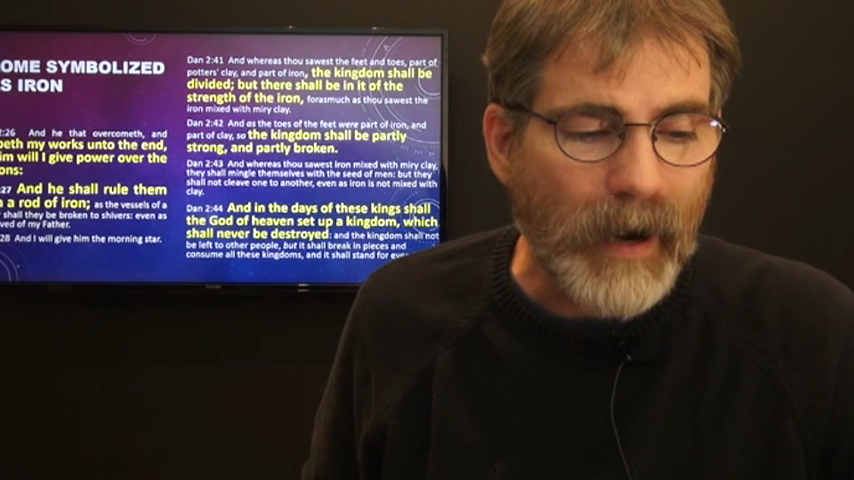 OME SYMBOLIZED
S IRON
2:26 And he that overcometh, and
peth my works unto the end,
im will I give power over the
ons:
27 And he shall rule them
h a rod of iron; as the vessels of a
r shall they be broken to shivers: even as
ved of my Father.
28 And I will give him the morning star.
Dan 2:41 And whereas thou sawest the feet and toes, part of
potters' clay, and part of iron, the kingdom shall be
divided; but there shall be in it of the
strength of the iron, forasmuch as thou sawest the
iron mixed with miry clay.
Dan 2:42 And as the toes of the feet were part of iron, and
part of clay, so the kingdom shall be partly
strong, and partly broken.
Dan 2:43 And whereas thou sawest iron mixed with miry clay,
they shall mingle themselves with the seed of men: but they
shall not cleave one to another, even as iron is not mixed with
clay.
Dan 2:44 And in the days of these kings shall
the God of heaven set up a kingdom, which
shall never be destroyed: and the kingdom shall not
be left to other people, but it shall break in pieces and
consume all these kingdoms, and it shall stand for eve